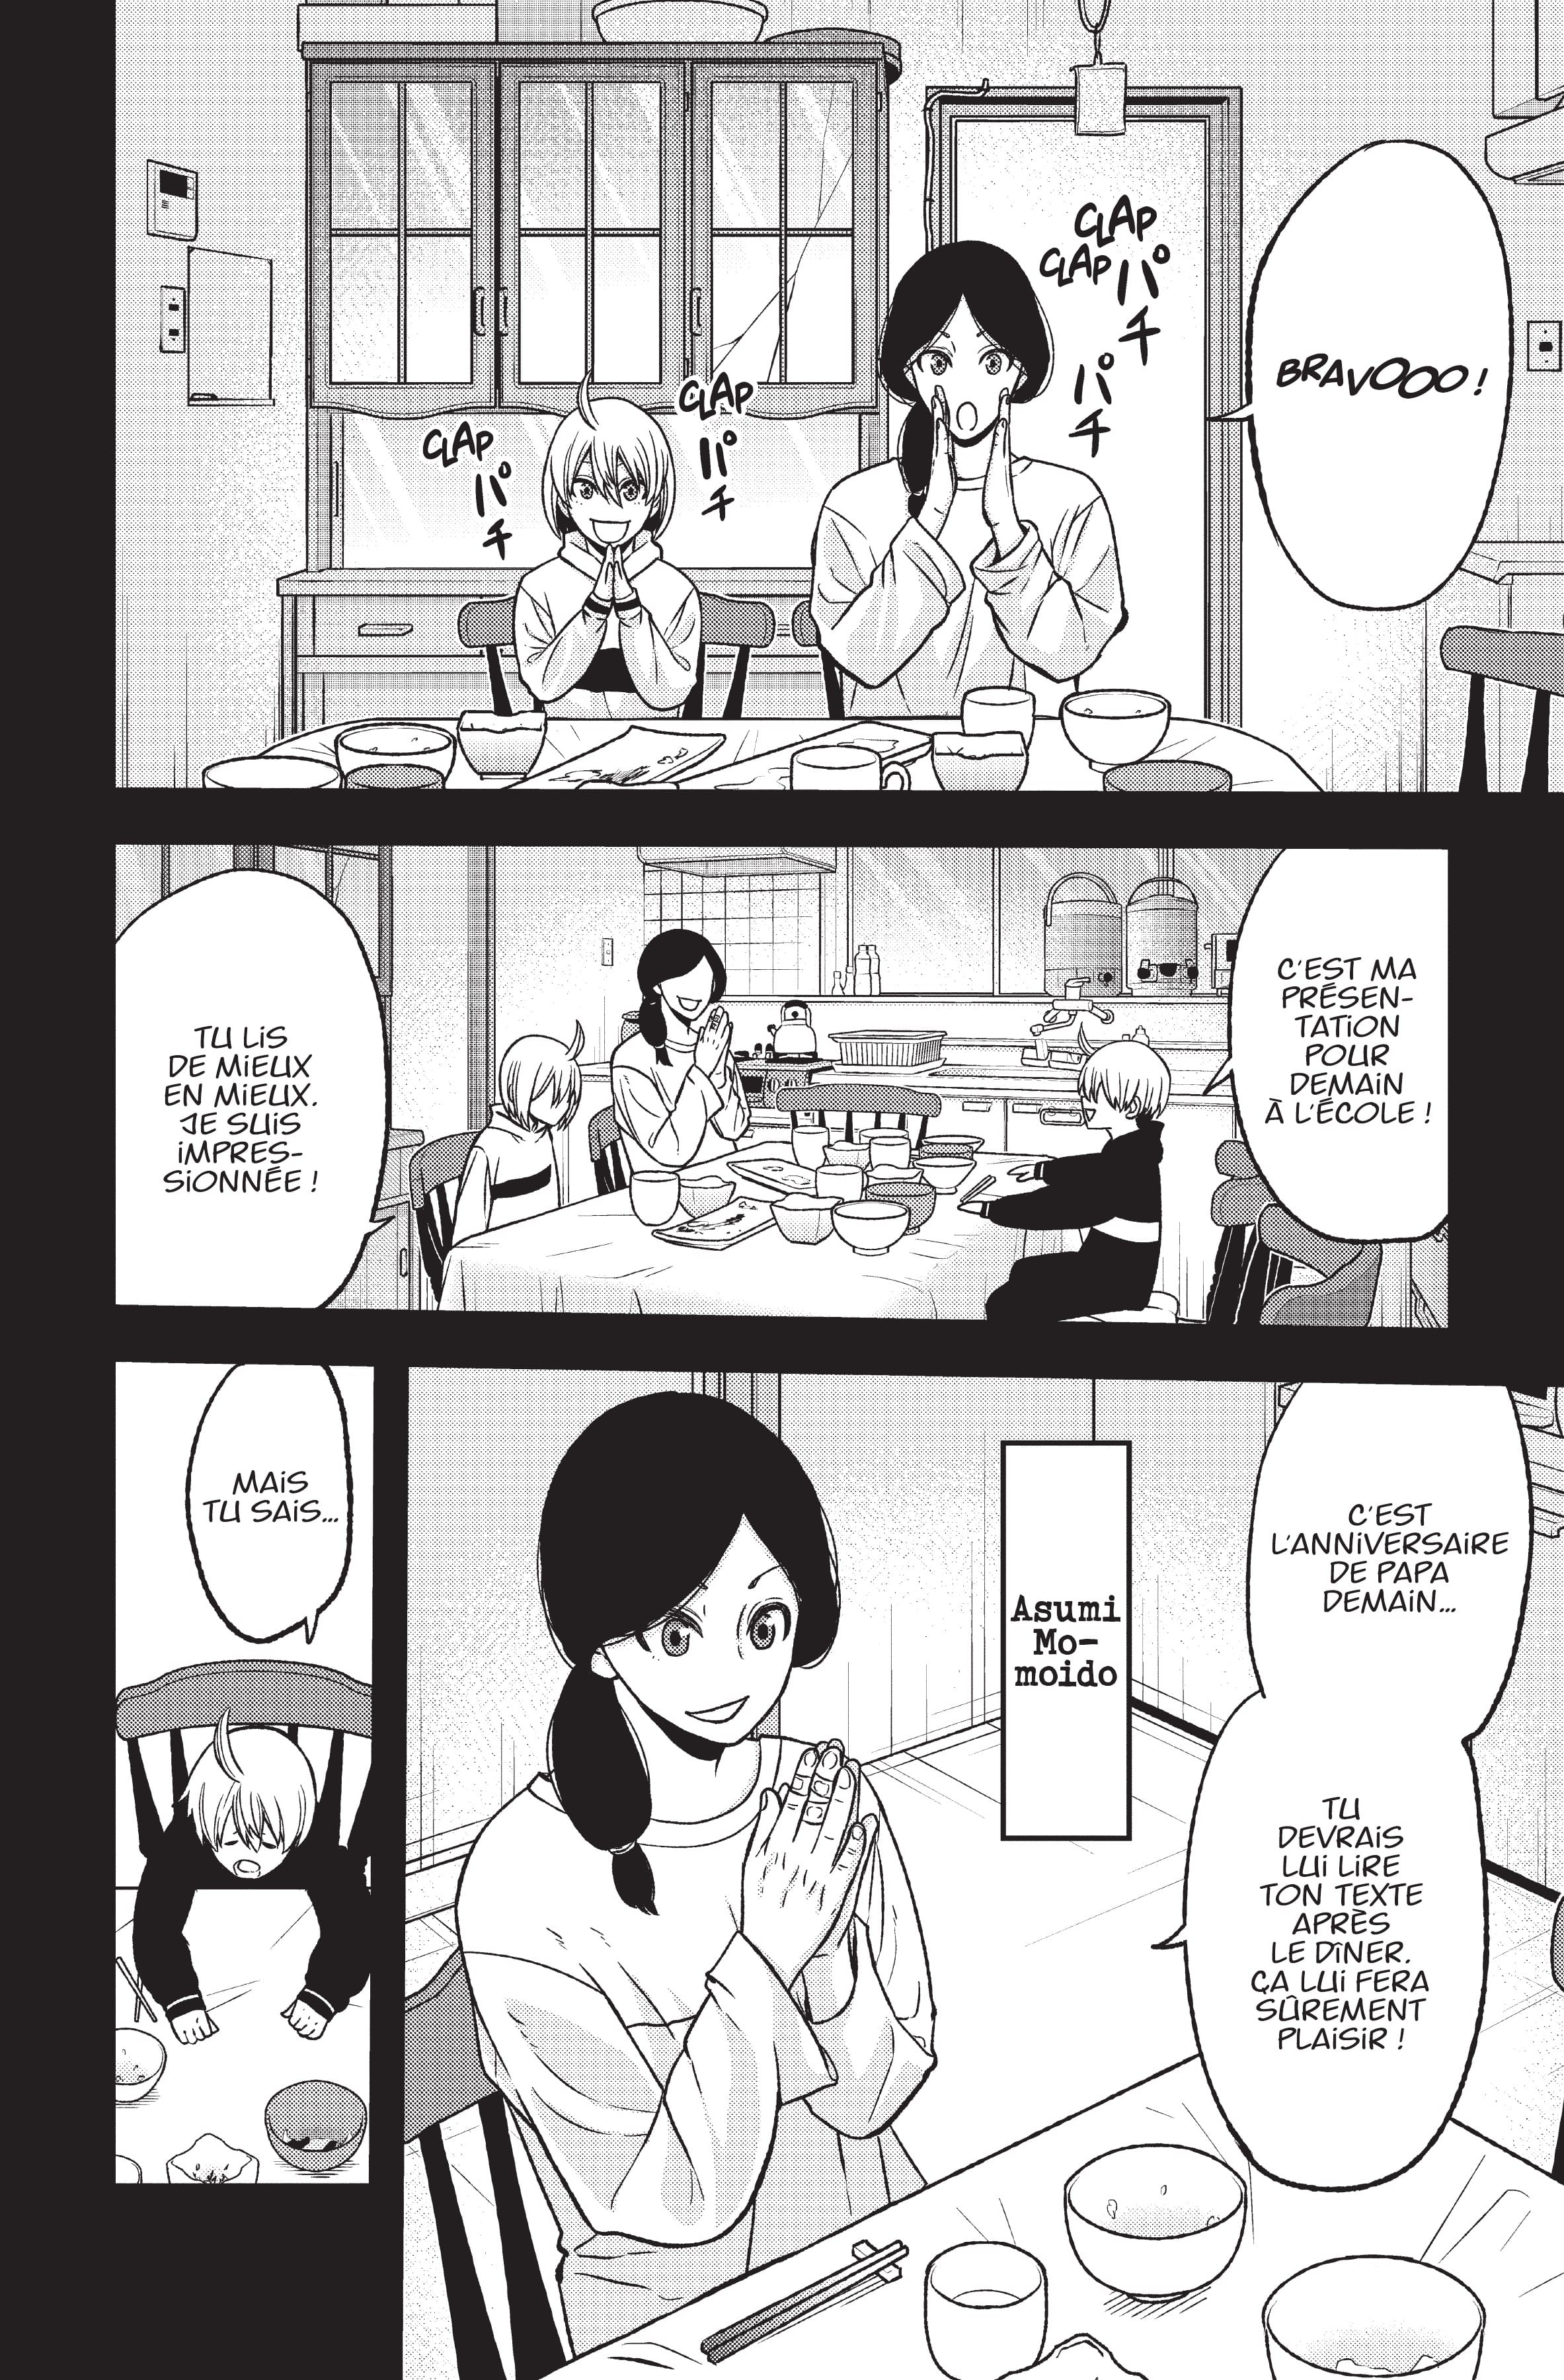 BRAVOOO !
CLAP
CLAP
パチ
パチ
CLAP
パチ
CLAP
パチ
C'EST MA
PRÉSEN-
TATION
POUR
DEMAIN
À L'ÉCOLE !
TU LIS
DE MIEUX
EN MIEUX.
JE SUIS
IMPRES-
SIONNÉE !
C'EST
L'ANNIVERSAIRE
DE PAPA
DEMAIN...
TU
DEVRAIS
LUI LIRE
TON TEXTE
APRÈS
LE DÎNER.
ÇA LUI FERA
SÛREMENT
PLAISIR !
Asumi
Mo-
moido
MAIS
TU SAIS...